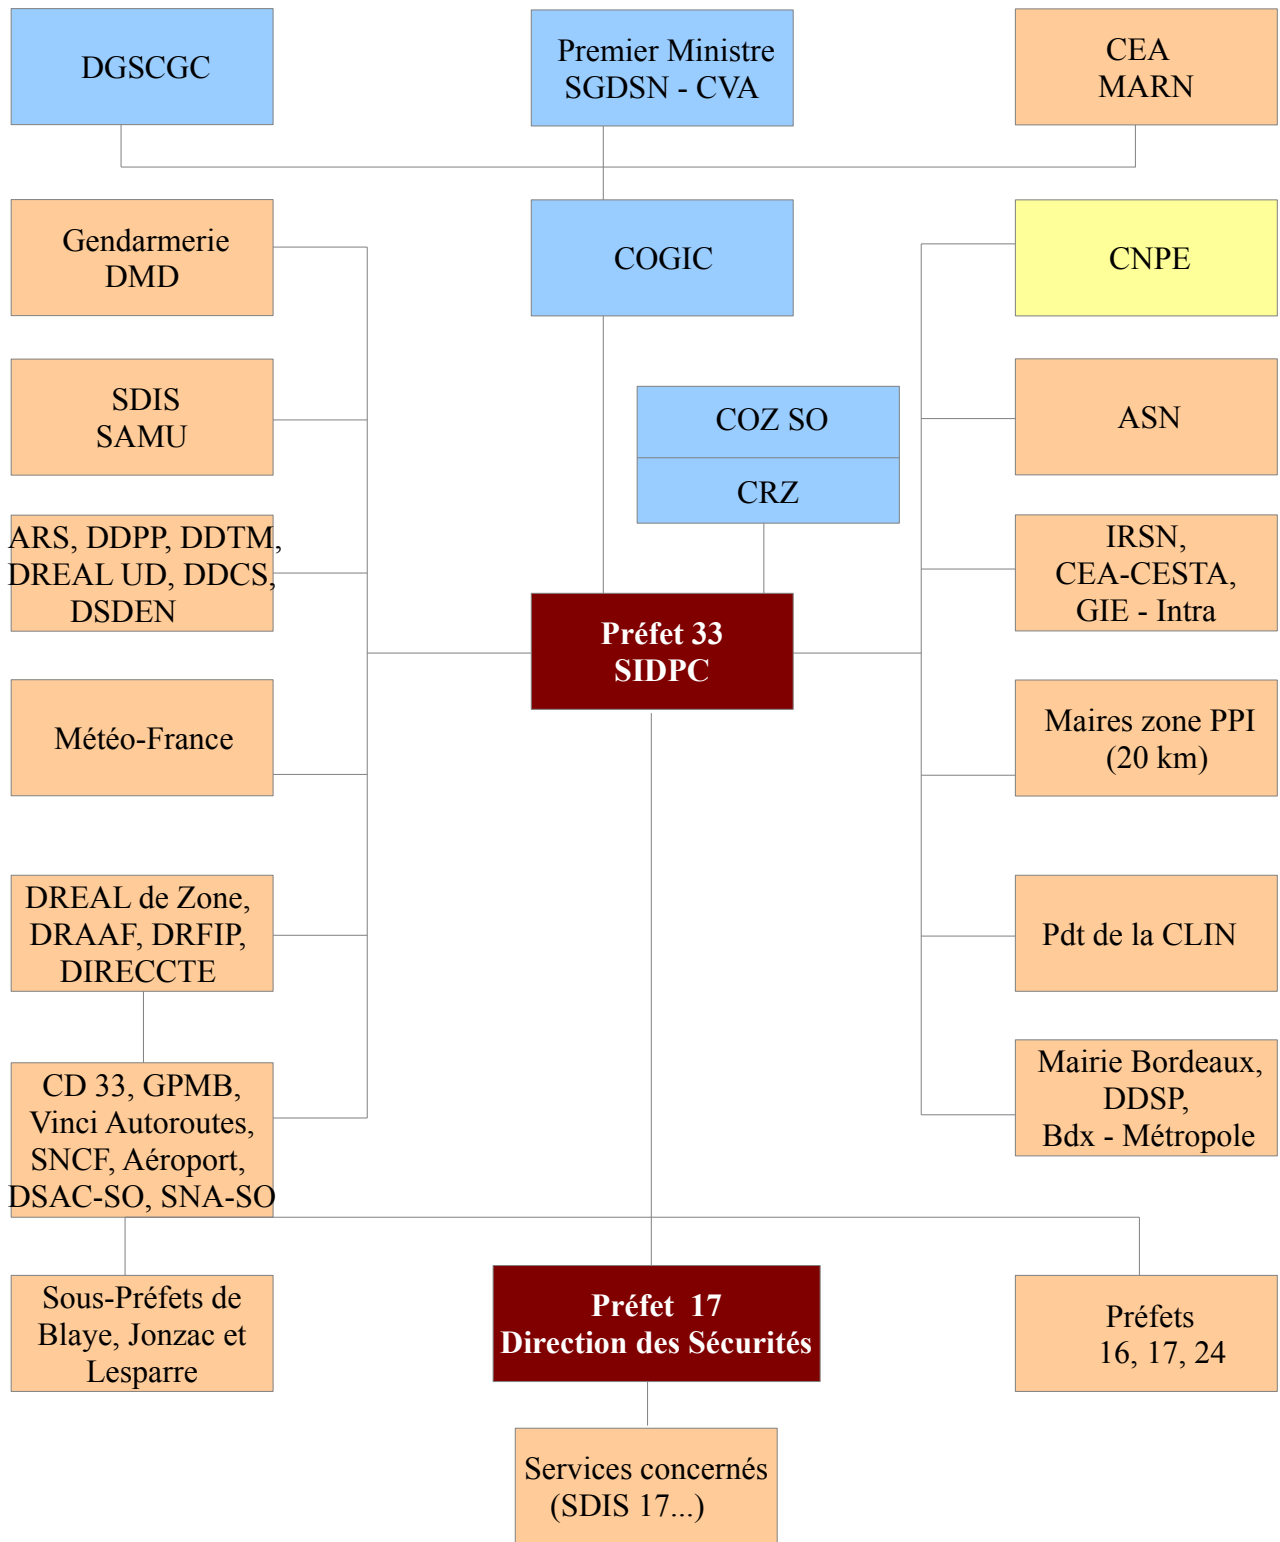 DGSCGC
Premier Ministre
SGDSN - CVA
CEA
MARN
Gendarmerie
DMD
COGIC
CNPE
SDIS
SAMU
COZ SO
CRZ
ASN
ARS, DDPP, DDTM,
DREAL UD, DDCS,
DSDEN
IRSN,
CEA-CESTA,
GIE - Intra
Préfet 33
SIDPC
Météo-France
Maires zone PPI
(20 km)
DREAL de Zone,
DRAAF, DRFIP,
DIRECCTE
Pdt de la CLIN
CD 33, GPMB,
Vinci Autoroutes,
SNCF, Aéroport,
DSAC-SO, SNA-SO
Mairie Bordeaux,
DDSP,
Bdx - Métropole
Sous-Préfets de
Blaye, Jonzac et
Lesparre
Préfet 17
Direction des Sécurités
Préfets
16, 17, 24
Services concernés
(SDIS 17...)